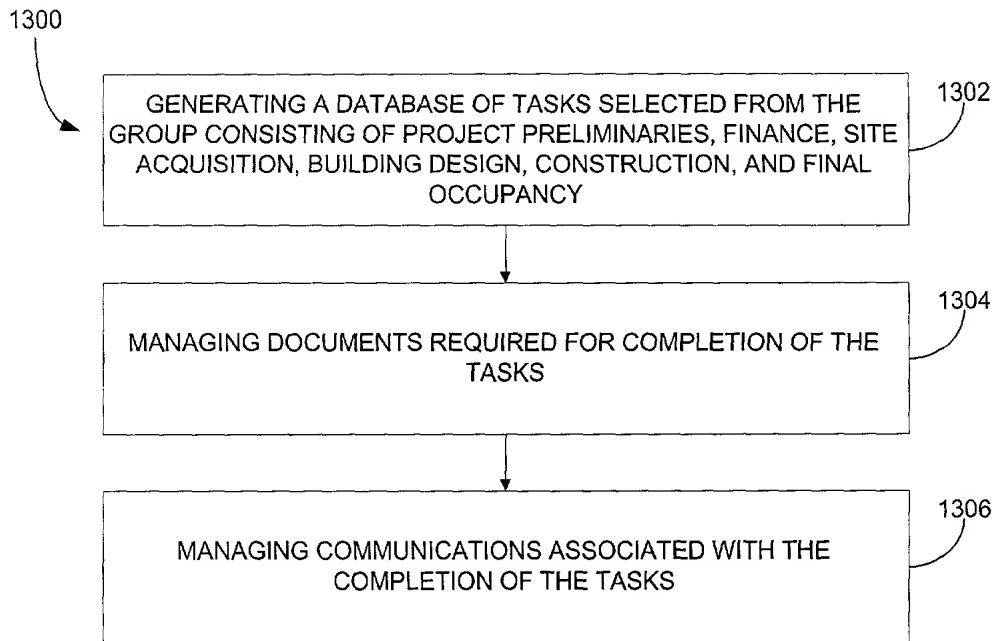 1300
GENERATING A DATABASE OF TASKS SELECTED FROM THE
GROUP CONSISTING OF PROJECT PRELIMINARIES, FINANCE, SITE
ACQUISITION, BUILDING DESIGN, CONSTRUCTION, AND FINAL
OCCUPANCY
1302
MANAGING DOCUMENTS REQUIRED FOR COMPLETION OF THE
TASKS
1304
MANAGING COMMUNICATIONS ASSOCIATED WITH THE
COMPLETION OF THE TASKS
1306